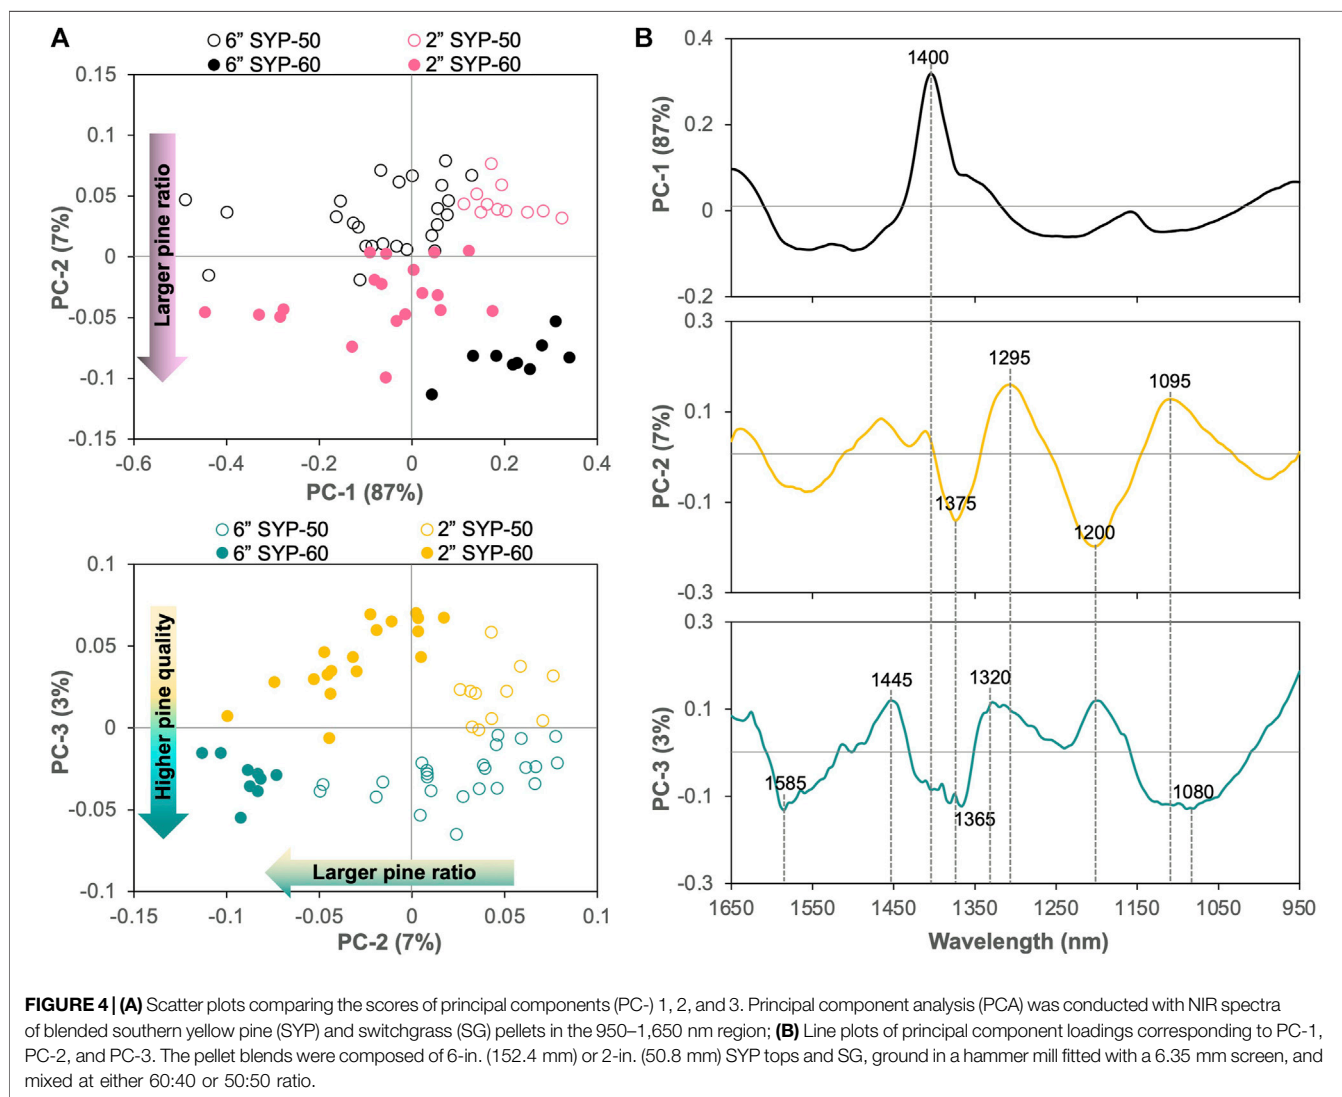 A
6” SYP-50
2” SYP-50
6” SYP-60
2” SYP-60
0.15
0.1
0.05
0
-0.05
-0.1
-0.15
PC-2 (7%)
Larger pine ratio
-0.6
-0.4
-0.2
0
0.2
0.4
PC-1 (87%)
6” SYP-50
2” SYP-50
6” SYP-60
2” SYP-60
0.1
0.05
0
-0.05
-0.1
PC-3 (3%)
Higher pine quality
Larger pine ratio
-0.15
-0.1
-0.05
0
0.05
0.1
PC-2 (7%)
B
0.4
0.2
0
-0.2
PC-1 (87%)
1400
0.3
0.1
-0.1
-0.3
PC-2 (7%)
1295
1095
1375
1200
0.3
0.1
-0.1
-0.3
PC-3 (3%)
1445
1320
1585
1365
1080
1650
1550
1450
1350
1250
1150
1050
950
Wavelength (nm)
FIGURE 4 | (A) Scatter plots comparing the scores of principal components (PC-) 1, 2, and 3. Principal component analysis (PCA) was conducted with NIR spectra
of blended southern yellow pine (SYP) and switchgrass (SG) pellets in the 950–1,650 nm region; (B) Line plots of principal component loadings corresponding to PC-1,
PC-2, and PC-3. The pellet blends were composed of 6-in. (152.4 mm) or 2-in. (50.8 mm) SYP tops and SG, ground in a hammer mill fitted with a 6.35 mm screen, and
mixed at either 60:40 or 50:50 ratio.